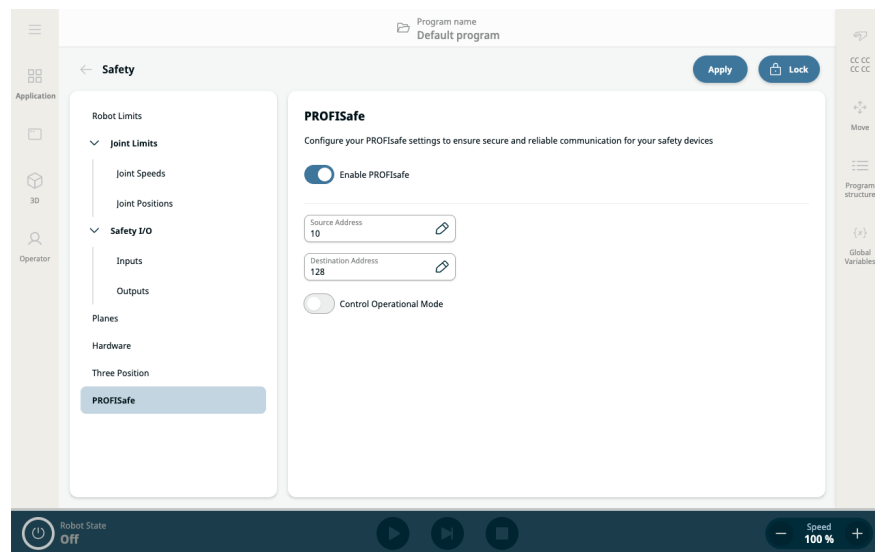 Program name
Default program
Safety
Apply
Lock
CC CC
CC CC
Application
Move
Program
structure
3D
Operator
{x}
Global
Variables
Robot Limits
Joint Limits
Joint Speeds
Joint Positions
Safety I/O
Inputs
Outputs
Planes
Hardware
Three Position
PROFISafe
PROFISafe
Configure your PROFIsafe settings to ensure secure and reliable communication for your safety devices
Enable PROFIsafe
Source Address
10
Destination Address
128
Control Operational Mode
Robot State
Off
Speed
100 %